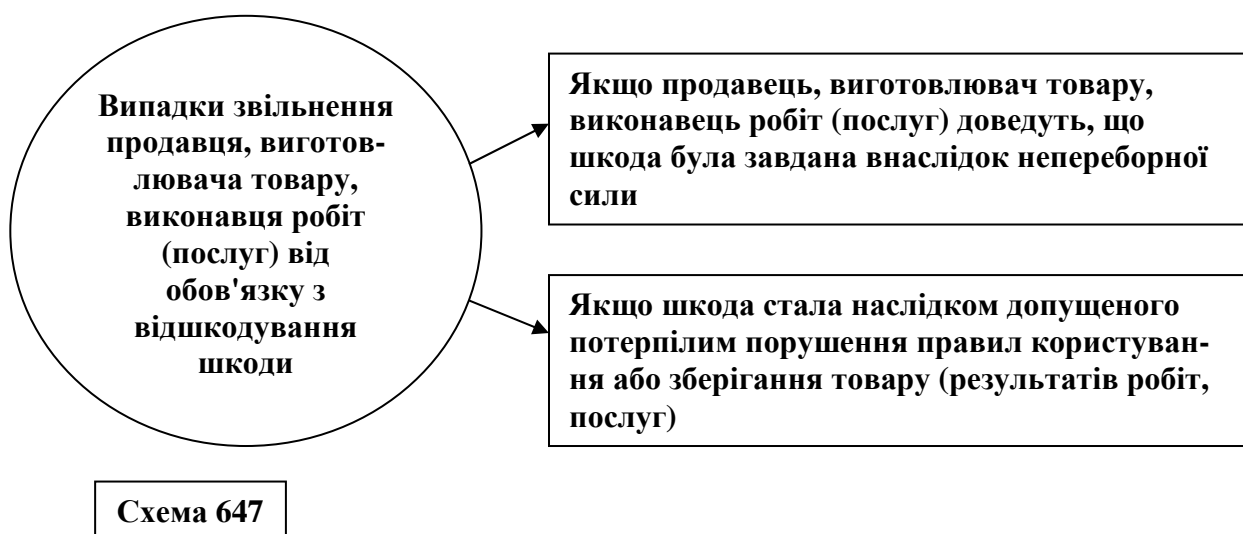 Випадки звільнення
продавця, виготов-
лювача товару,
виконавця робіт
(послуг) від
обов'язку з
відшкодування
шкоди
Якщо продавець, виготовлювач товару,
виконавець робіт (послуг) доведуть, що
шкода була завдана внаслідок непереборної
сили
Якщо шкода стала наслідком допущеного
потерпілим порушення правил користуван-
ня або зберігання товару (результатів робіт,
послуг)
Схема 647